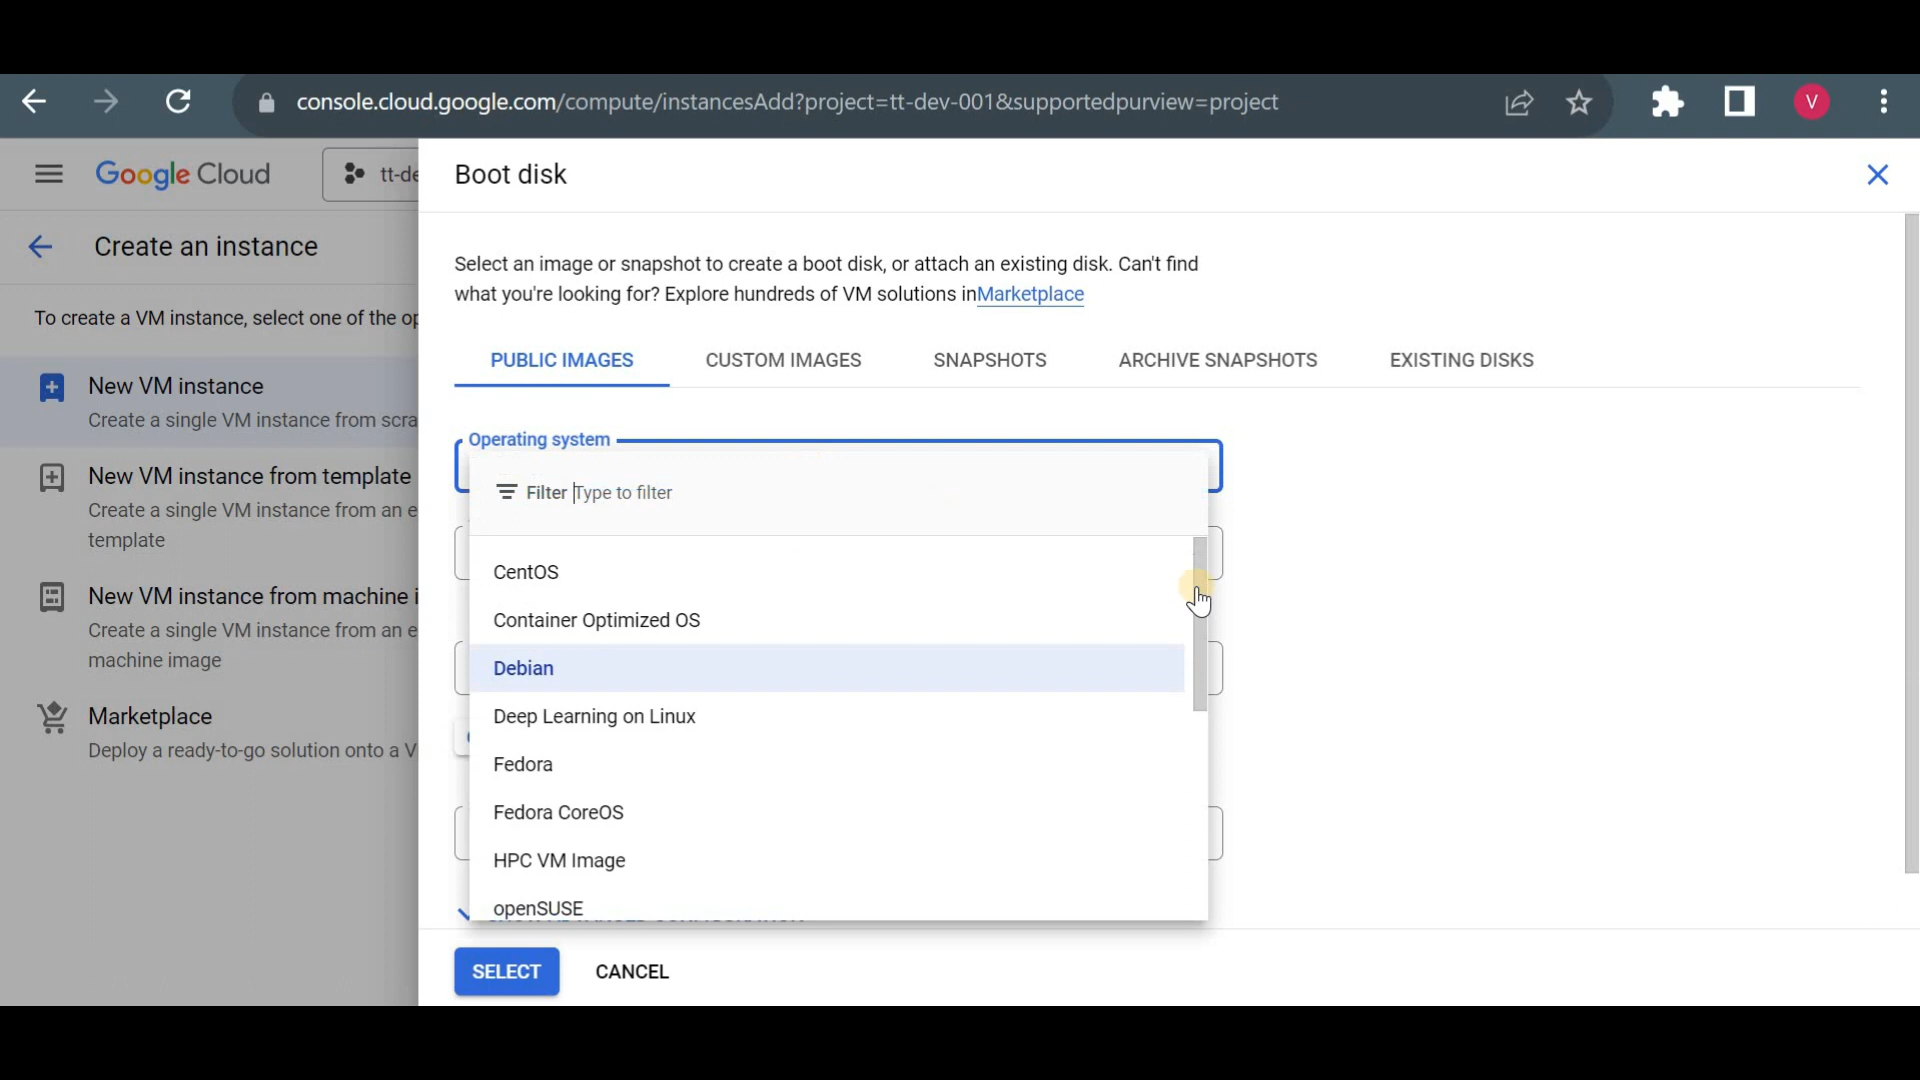 console.cloud.google.com/compute/instancesAdd?project=tt-dev-001&supportedpurview=project
V
Google Cloud
tt-de
Create an instance
To create a VM instance, select one of the op
New VM instance
Create a single VM instance from scra
New VM instance from template
Create a single VM instance from an e
template
New VM instance from machine i
Create a single VM instance from an e
machine image
Marketplace
Deploy a ready-to-go solution onto a V
Boot disk
Select an image or snapshot to create a boot disk, or attach an existing disk. Can't find
what you're looking for? Explore hundreds of VM solutions inMarketplace
PUBLIC IMAGES
CUSTOM IMAGES
SNAPSHOTS
ARCHIVE SNAPSHOTS
EXISTING DISKS
Operating system
Filter Type to filter
CentOS
Container Optimized OS
Debian
Deep Learning on Linux
Fedora
Fedora CoreOS
HPC VM Image
openSUSE
SELECT
CANCEL